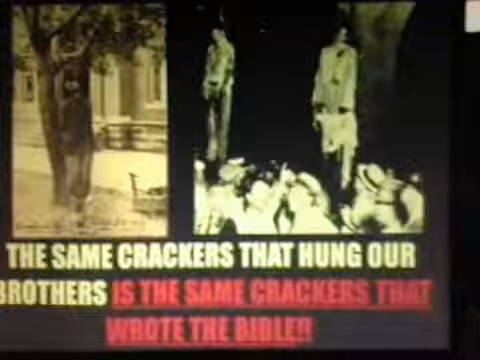 THE SAME CRACKERS THAT HUNG OUR
BROTHERS IS THE SAME CRACKERS THAT
WROTE THE BIBLE!!